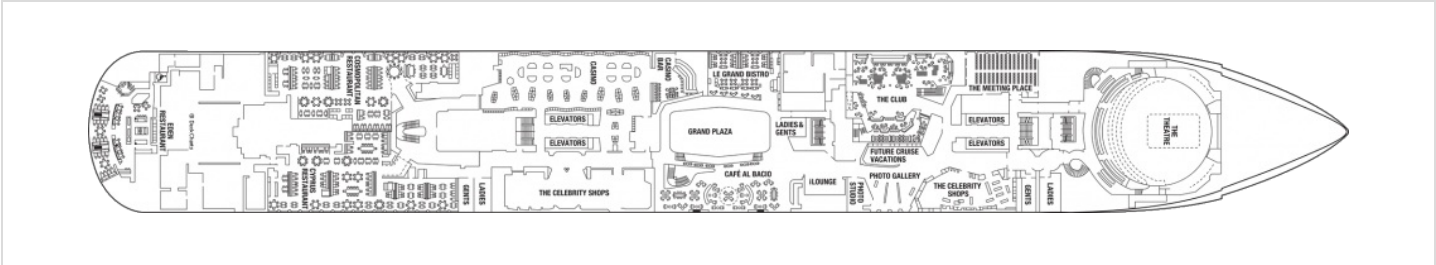 EDEN
RESTAURANT
© DeckChatter
COSMOPOLITAN
RESTAURANT
CYPRUS
RESTAURANT
GENTS
LADIES
CASINO
ELEVATORS
ELEVATORS
THE CELEBRITY SHOPS
CASINO
BAR
LE GRAND BISTRO
GRAND PLAZA
CAFÉ AL BACIO
LADIES &
GENTS
iLOUNGE
THE CLUB
FUTURE CRUISE
VACATIONS
PHOTO
STUDIO
PHOTO GALLERY
THE MEETING PLACE
ELEVATORS
ELEVATORS
THE CELEBRITY
SHOPS
GENTS
LADIES
THE
THEATRE